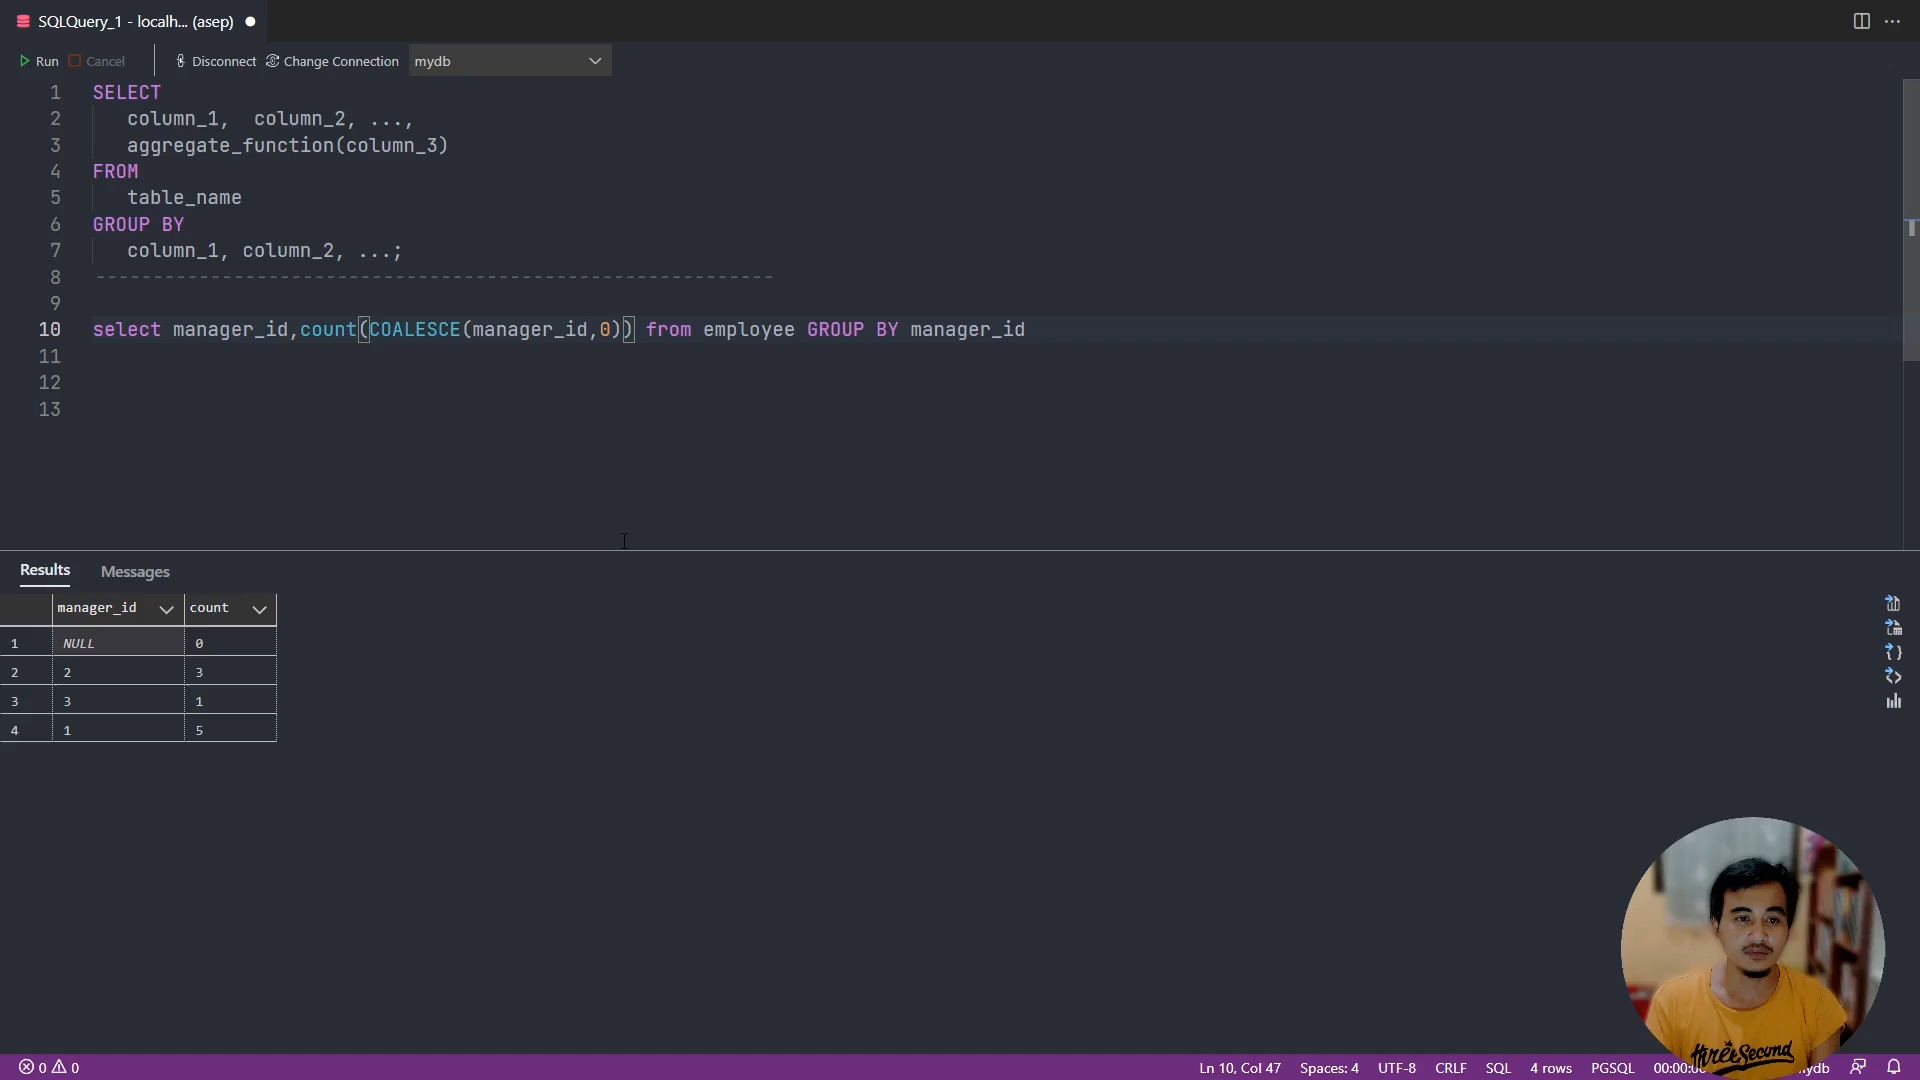 SQLQuery_1 - localh... (asep)
Run Cancel Disconnect Change Connection mydb
1 SELECT
2 column_1, column_2, ...,
3 aggregate_function(column_3)
4 FROM
5 table_name
6 GROUP BY
7 column_1, column_2, ...;
8 -----------------------------------------------------------
9
10 select manager_id,count(COALESCE(manager_id,0)) from employee GROUP BY manager_id
11
12
13
Results Messages
manager_id count
1 NULL 0
2 2 3
3 3 1
4 1 5
three Second
0 0 Ln 10, Col 47 Spaces: 4 UTF-8 CRLF SQL 4 rows PGSQL